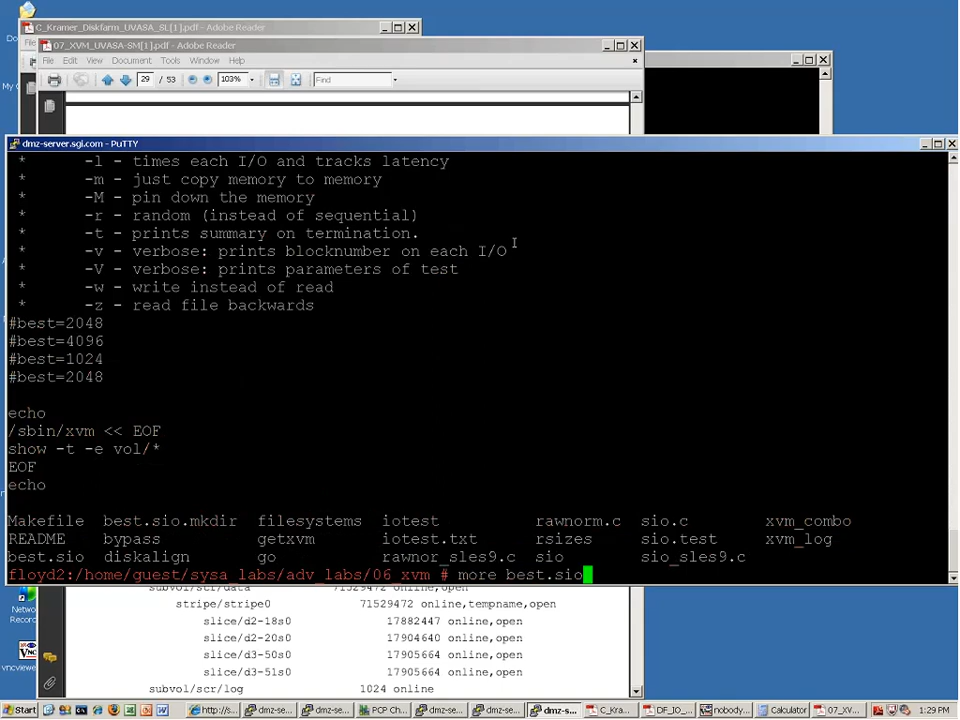 C_Kramer_Diskfarm_UVASA_SL[1].pdf - Adobe Reader
07_XVM_UVASA-SM[1].pdf - Adobe Reader
File Edit View Document Tools Window Help
29 / 53 103% Find
dmz-server.sgi.com - PuTTY
* -l - times each I/O and tracks latency
* -m - just copy memory to memory
* -M - pin down the memory
* -r - random (instead of sequential)
* -t - prints summary on termination.
* -v - verbose: prints blocknumber on each I/O
* -V - verbose: prints parameters of test
* -w - write instead of read
* -z - read file backwards
#best=2048
#best=4096
#best=1024
#best=2048
echo
/sbin/xvm << EOF
show -t -e vol/*
EOF
echo
Makefile best.sio.mkdir filesystems iotest rawnorm.c sio.c xvm_combo
README bypass getxvm iotest.txt rsizes sio.test xvm_log
best.sio diskalign go rawnor_sles9.c sio sio_sles9.c
floyd2:/home/guest/sysa_labs/adv_labs/06_xvm # more best.sio
subvol/scr/data 71529472 online,open
stripe/stripe0 71529472 online,tempname,open
slice/d2-18s0 17882447 online,open
slice/d2-20s0 17904640 online,open
slice/d3-50s0 17905664 online,open
slice/d3-51s0 17905664 online,open
subvol/scr/log 1024 online
Netwo
Record
vncviewe
Start http://s... dmz-se... dmz-se... PCP Ch... dmz-se... dmz-se... dmz-s... C_Kra... DF_IO_... nobody... Calculator 07_XV... 1:29 PM